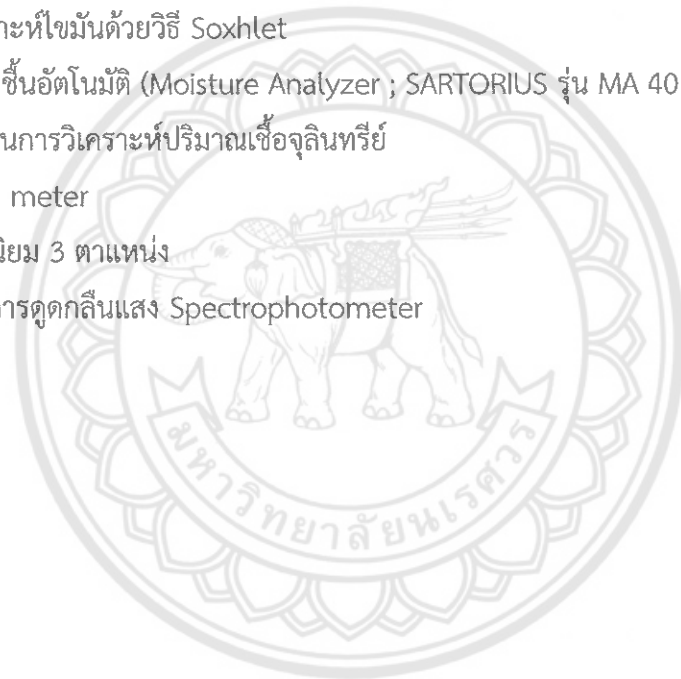 าะห์ไขมันด้วยวิธี Soxhlet
ชื้นอัตโนมัติ (Moisture Analyzer ; SARTORIUS รุ่น MA 40
นการวิเคราะห์ปริมาณเชื้อจุลินทรีย์
meter
นิยม 3 ตาแหน่ง
ารดูดกลืนแสง Spectrophotometer
มหาวิทยาลัยนเรศวร